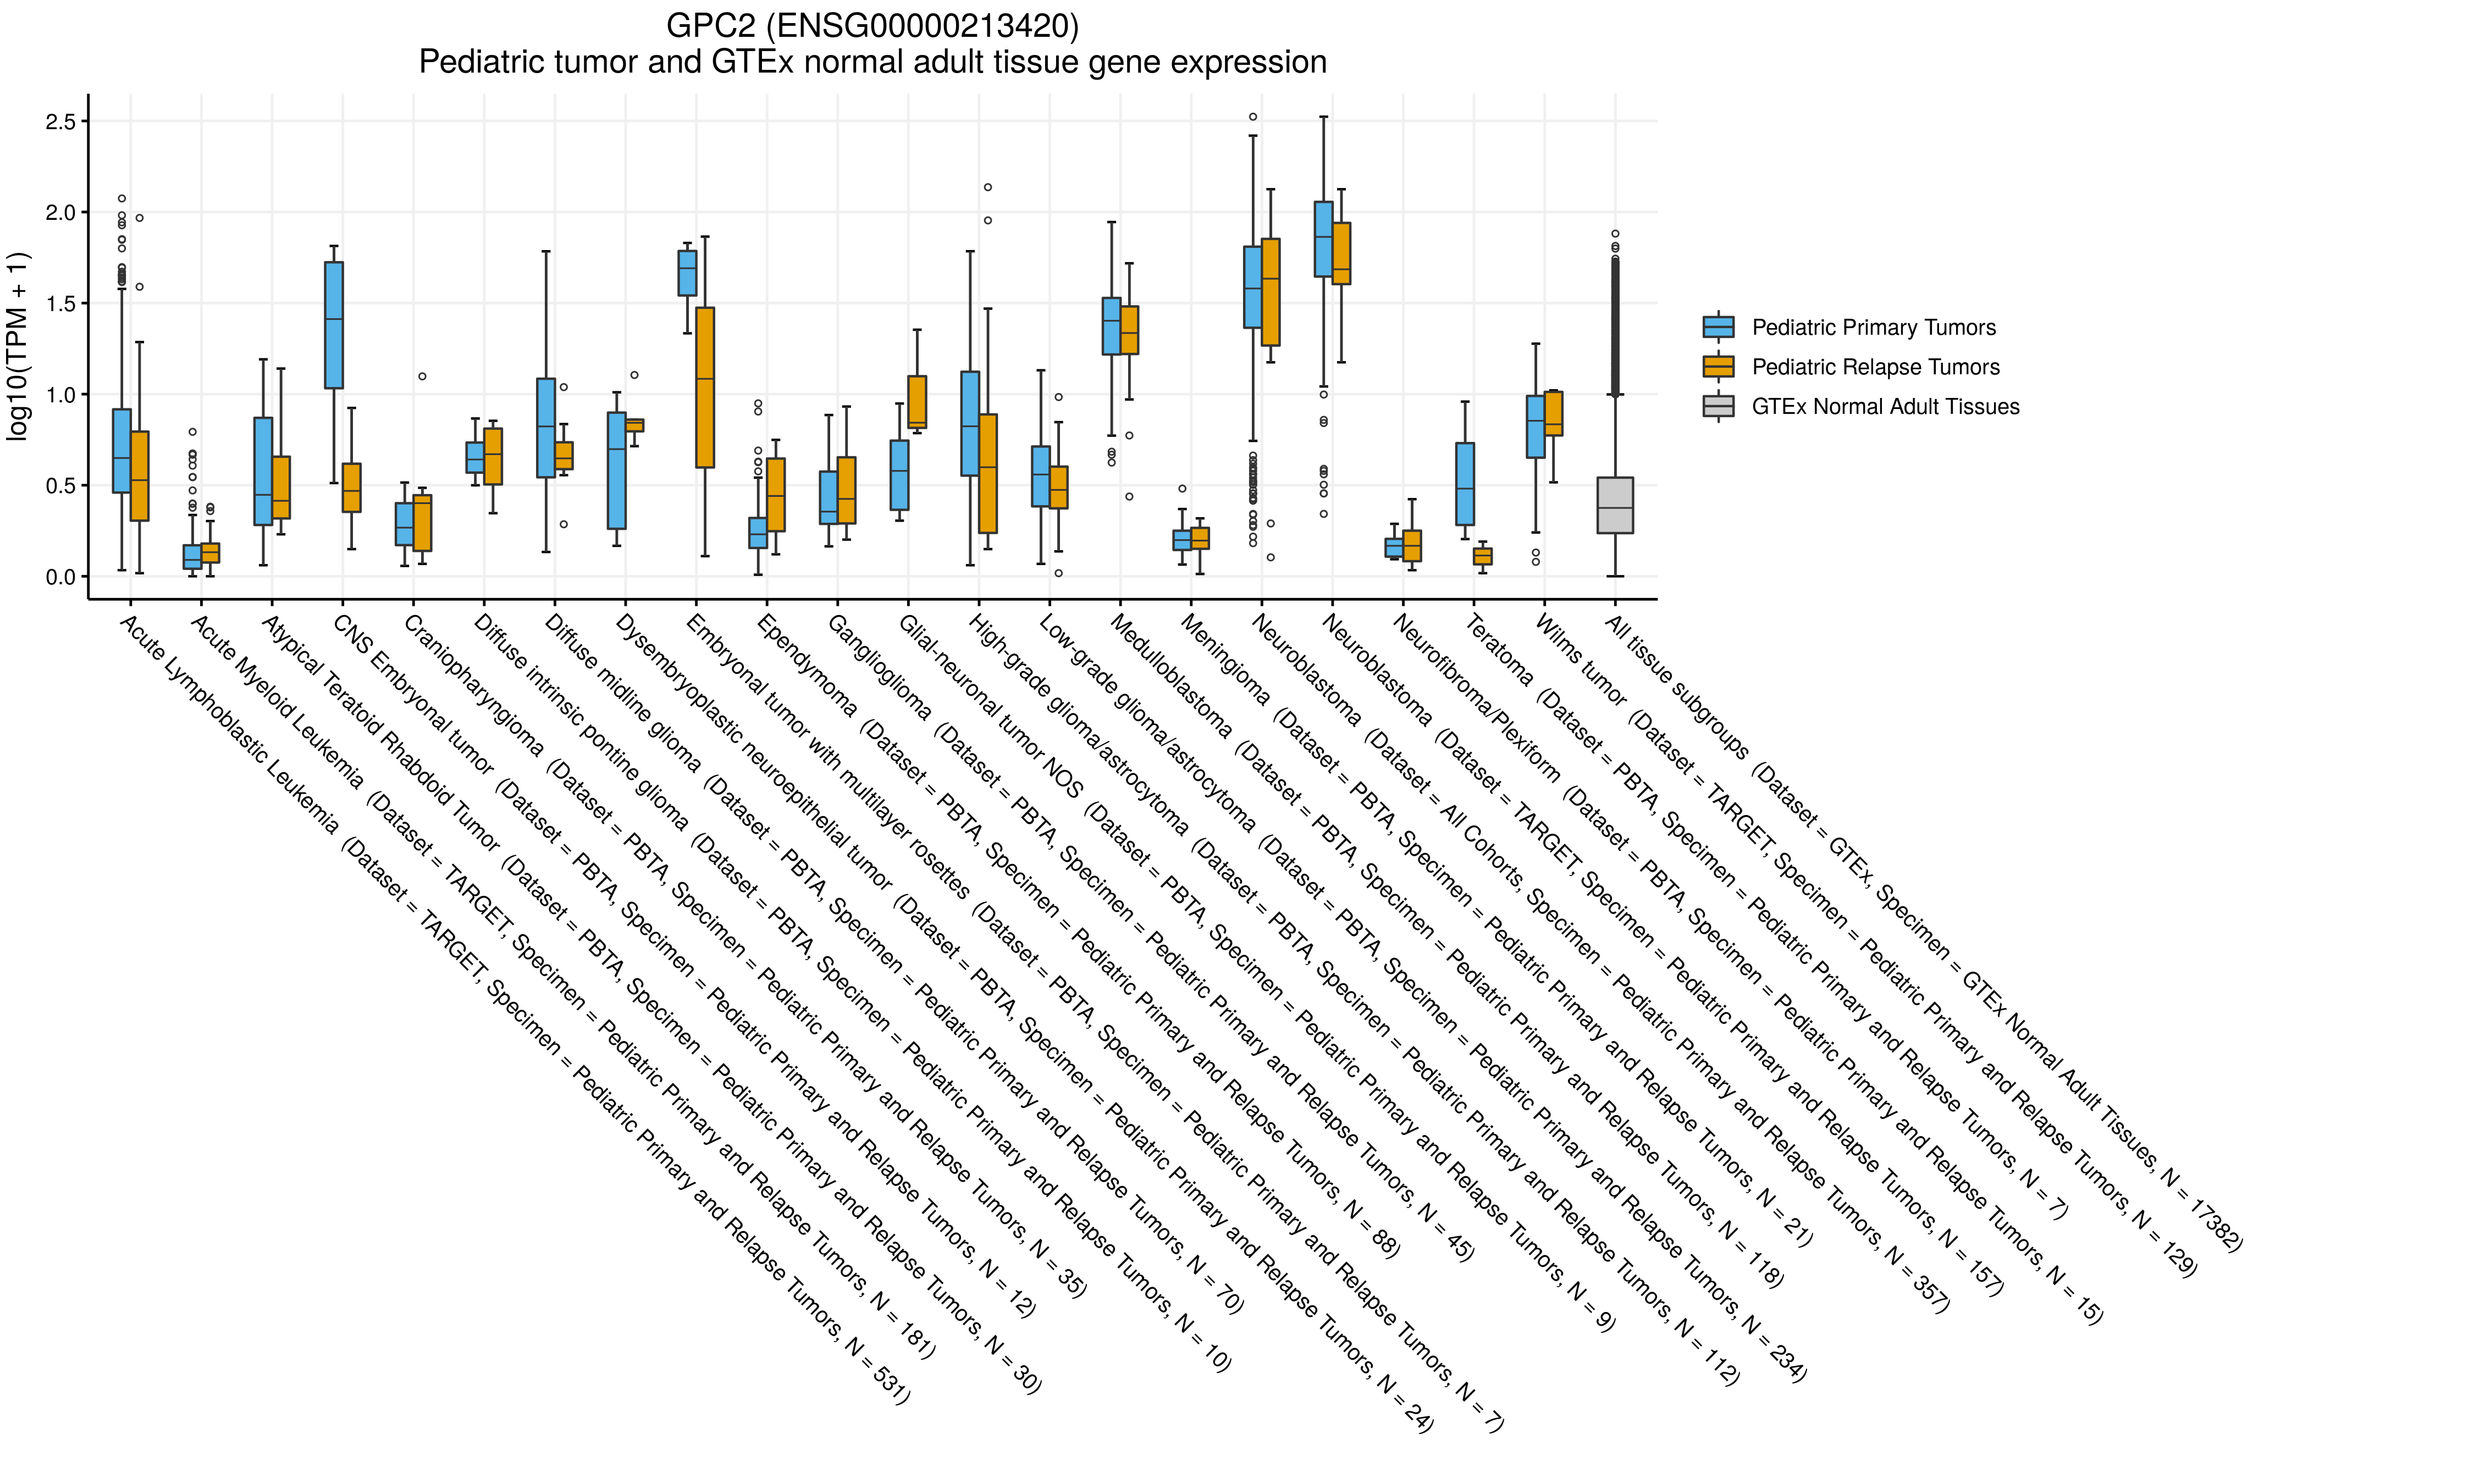 GPC2 (ENSG00000213420)
Pediatric tumor and GTEx normal adult tissue gene expression
log10(TPM + 1)
2.5
2.0
1.5
1.0
0.5
0.0
Pediatric Primary Tumors
Pediatric Relapse Tumors
GTEx Normal Adult Tissues
Acute Lymphoblastic Leukemia (Dataset = TARGET, Specimen = Pediatric Primary and Relapse Tumors, N = 531)
Acute Myeloid Leukemia (Dataset = TARGET, Specimen = Pediatric Primary and Relapse Tumors, N = 181)
Atypical Teratoid Rhabdoid Tumor (Dataset = PBTA, Specimen = Pediatric Primary and Relapse Tumors, N = 30)
CNS Embryonal tumor (Dataset = PBTA, Specimen = Pediatric Primary and Relapse Tumors, N = 12)
Craniopharyngioma (Dataset = PBTA, Specimen = Pediatric Primary and Relapse Tumors, N = 35)
Diffuse intrinsic pontine glioma (Dataset = PBTA, Specimen = Pediatric Primary and Relapse Tumors, N = 10)
Diffuse midline glioma (Dataset = PBTA, Specimen = Pediatric Primary and Relapse Tumors, N = 70)
Dysembryoplastic neuroepithelial tumor (Dataset = PBTA, Specimen = Pediatric Primary and Relapse Tumors, N = 24)
Embryonal tumor with multilayer rosettes (Dataset = PBTA, Specimen = Pediatric Primary and Relapse Tumors, N = 7)
Ependymoma (Dataset = PBTA, Specimen = Pediatric Primary and Relapse Tumors, N = 88)
Ganglioglioma (Dataset = PBTA, Specimen = Pediatric Primary and Relapse Tumors, N = 45)
Glial-neuronal tumor NOS (Dataset = PBTA, Specimen = Pediatric Primary and Relapse Tumors, N = 9)
High-grade glioma/astrocytoma (Dataset = PBTA, Specimen = Pediatric Primary and Relapse Tumors, N = 112)
Low-grade glioma/astrocytoma (Dataset = PBTA, Specimen = Pediatric Primary and Relapse Tumors, N = 234)
Medulloblastoma (Dataset = PBTA, Specimen = Pediatric Primary and Relapse Tumors, N = 118)
Meningioma (Dataset = PBTA, Specimen = Pediatric Primary and Relapse Tumors, N = 21)
Neuroblastoma (Dataset = All Cohorts, Specimen = Pediatric Primary and Relapse Tumors, N = 357)
Neuroblastoma (Dataset = TARGET, Specimen = Pediatric Primary and Relapse Tumors, N = 157)
Neurofibroma/Plexiform (Dataset = PBTA, Specimen = Pediatric Primary and Relapse Tumors, N = 15)
Teratoma (Dataset = PBTA, Specimen = Pediatric Primary and Relapse Tumors, N = 7)
Wilms tumor (Dataset = TARGET, Specimen = Pediatric Primary and Relapse Tumors, N = 129)
All tissue subgroups (Dataset = GTEx, Specimen = GTEx Normal Adult Tissues, N = 17382)